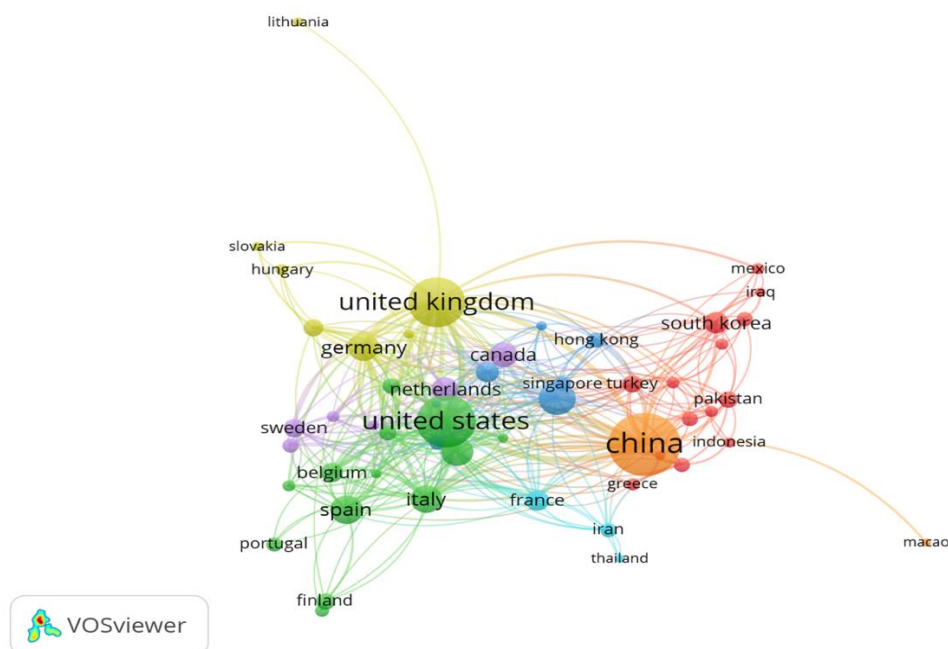 lithuania
slovakia
hungary
mexico
iraq
united kingdom
south korea
germany
hong kong
canada
netherlands
singapore turkey
pakistan
united states
sweden
china
indonesia
belgium
greece
italy
france
spain
iran
portugal
macao
thailand
finland
VOSviewer